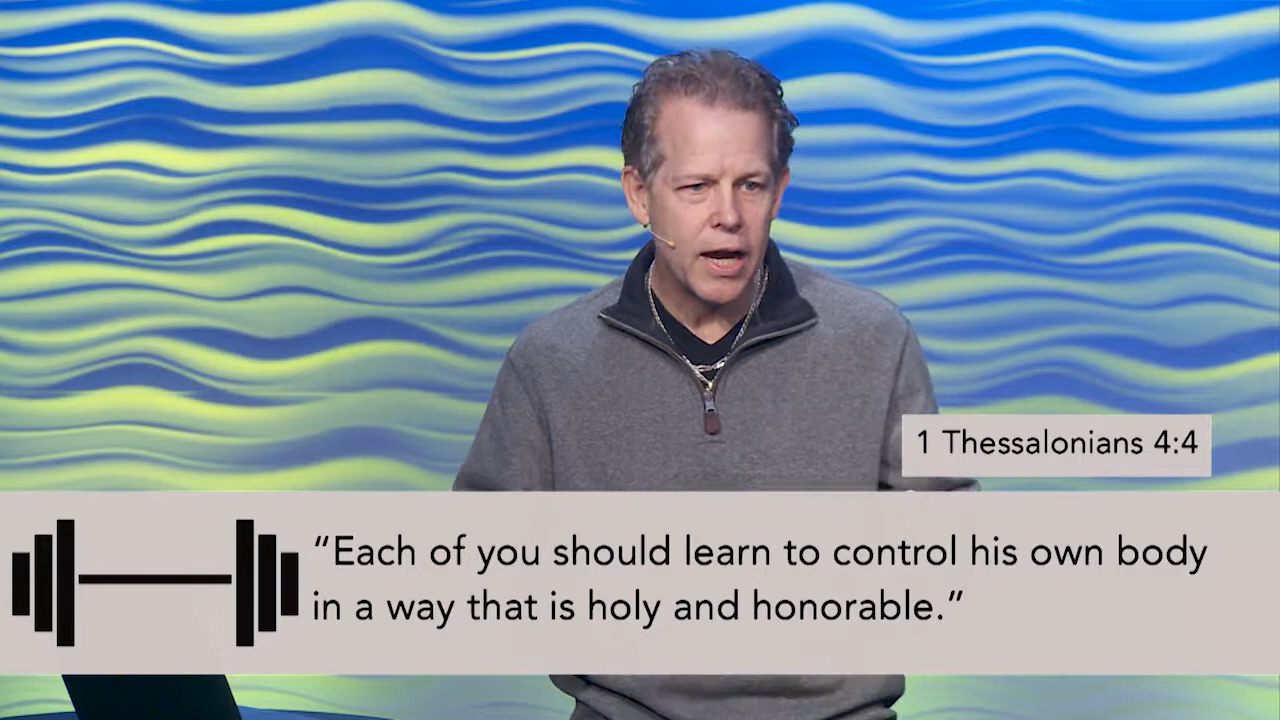 1 Thessalonians 4:4
“Each of you should learn to control his own body
in a way that is holy and honorable.”